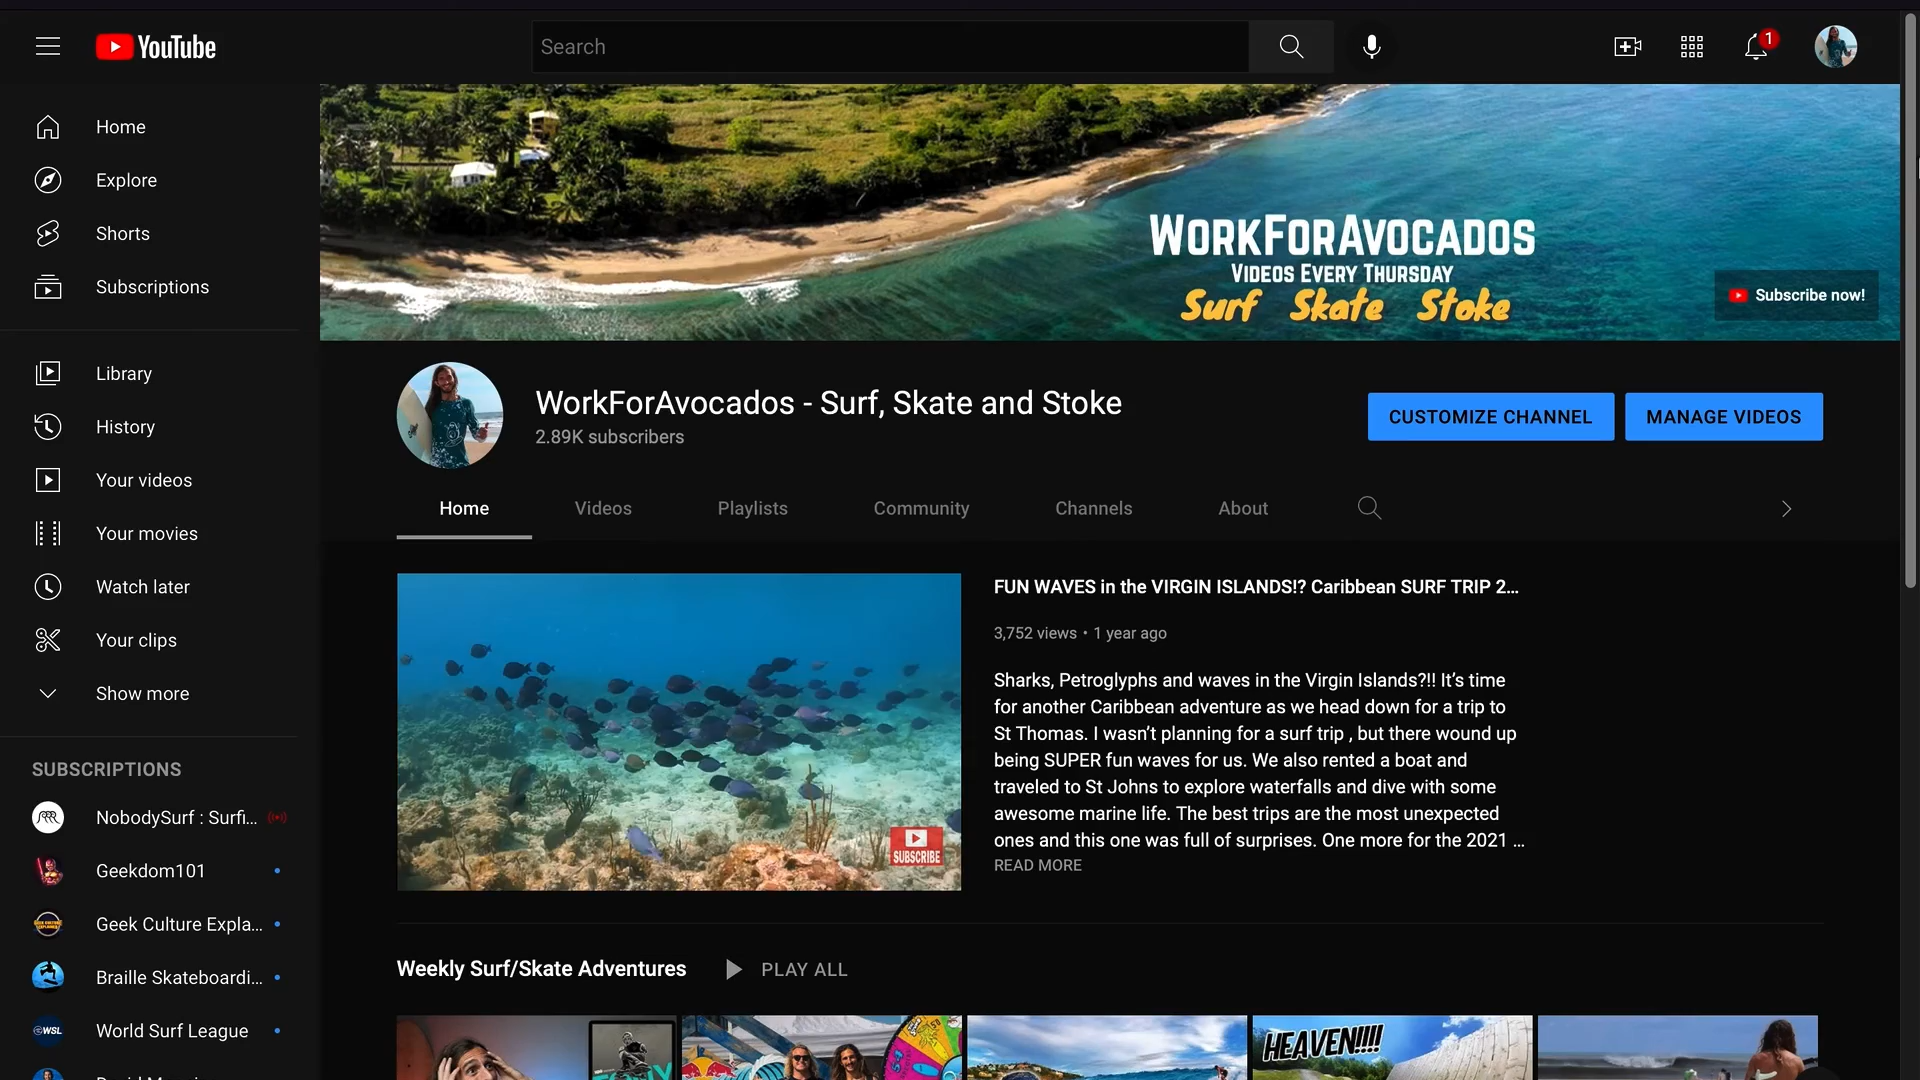 YouTube
Search
1
Home
Explore
Shorts
Subscriptions
Library
History
Your videos
Your movies
Watch later
Your clips
Show more
SUBSCRIPTIONS
NobodySurf : Surfi...
Geekdom101
Geek Culture Expla...
Braille Skateboardi...
WSL
World Surf League
WORKFORAVOCADOS
VIDEOS EVERY THURSDAY
Surf Skate Stoke
Subscribe now!
WorkForAvocados - Surf, Skate and Stoke
2.89K subscribers
CUSTOMIZE CHANNEL
MANAGE VIDEOS
Home
Videos
Playlists
Community
Channels
About
SUBSCRIBE
FUN WAVES in the VIRGIN ISLANDS!? Caribbean SURF TRIP 2...
3,752 views • 1 year ago
Sharks, Petroglyphs and waves in the Virgin Islands?!! It’s time
for another Caribbean adventure as we head down for a trip to
St Thomas. I wasn’t planning for a surf trip , but there wound up
being SUPER fun waves for us. We also rented a boat and
traveled to St Johns to explore waterfalls and dive with some
awesome marine life. The best trips are the most unexpected
ones and this one was full of surprises. One more for the 2021 ...
READ MORE
Weekly Surf/Skate Adventures
PLAY ALL
HEAVEN!!!!